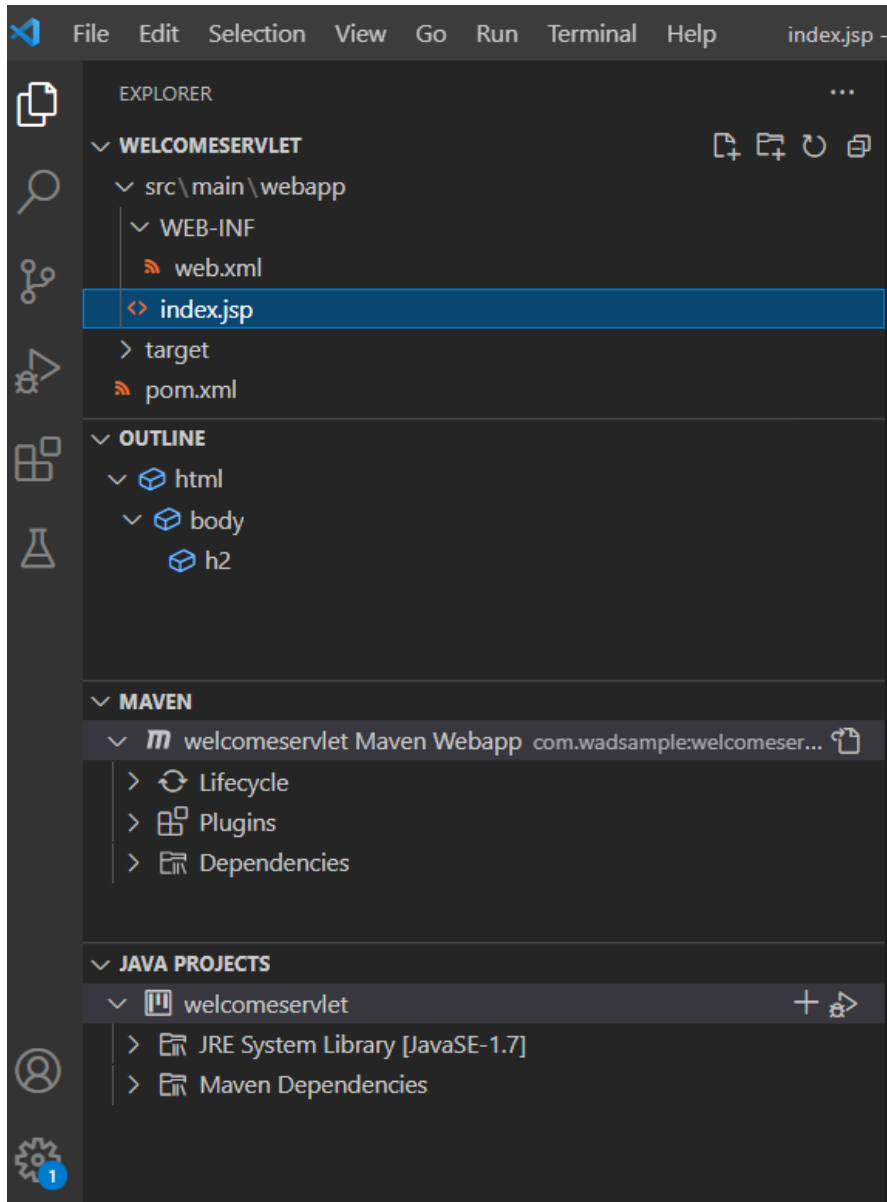 File Edit Selection View Go Run Terminal Help index.jsp -
EXPLORER
WELCOMESERVLET
src\main\webapp
WEB-INF
web.xml
index.jsp
target
pom.xml
OUTLINE
html
body
h2
MAVEN
welcomeservlet Maven Webapp com.wadsample:welcomeser...
Lifecycle
Plugins
Dependencies
JAVA PROJECTS
welcomeservlet
JRE System Library [JavaSE-1.7]
Maven Dependencies
1